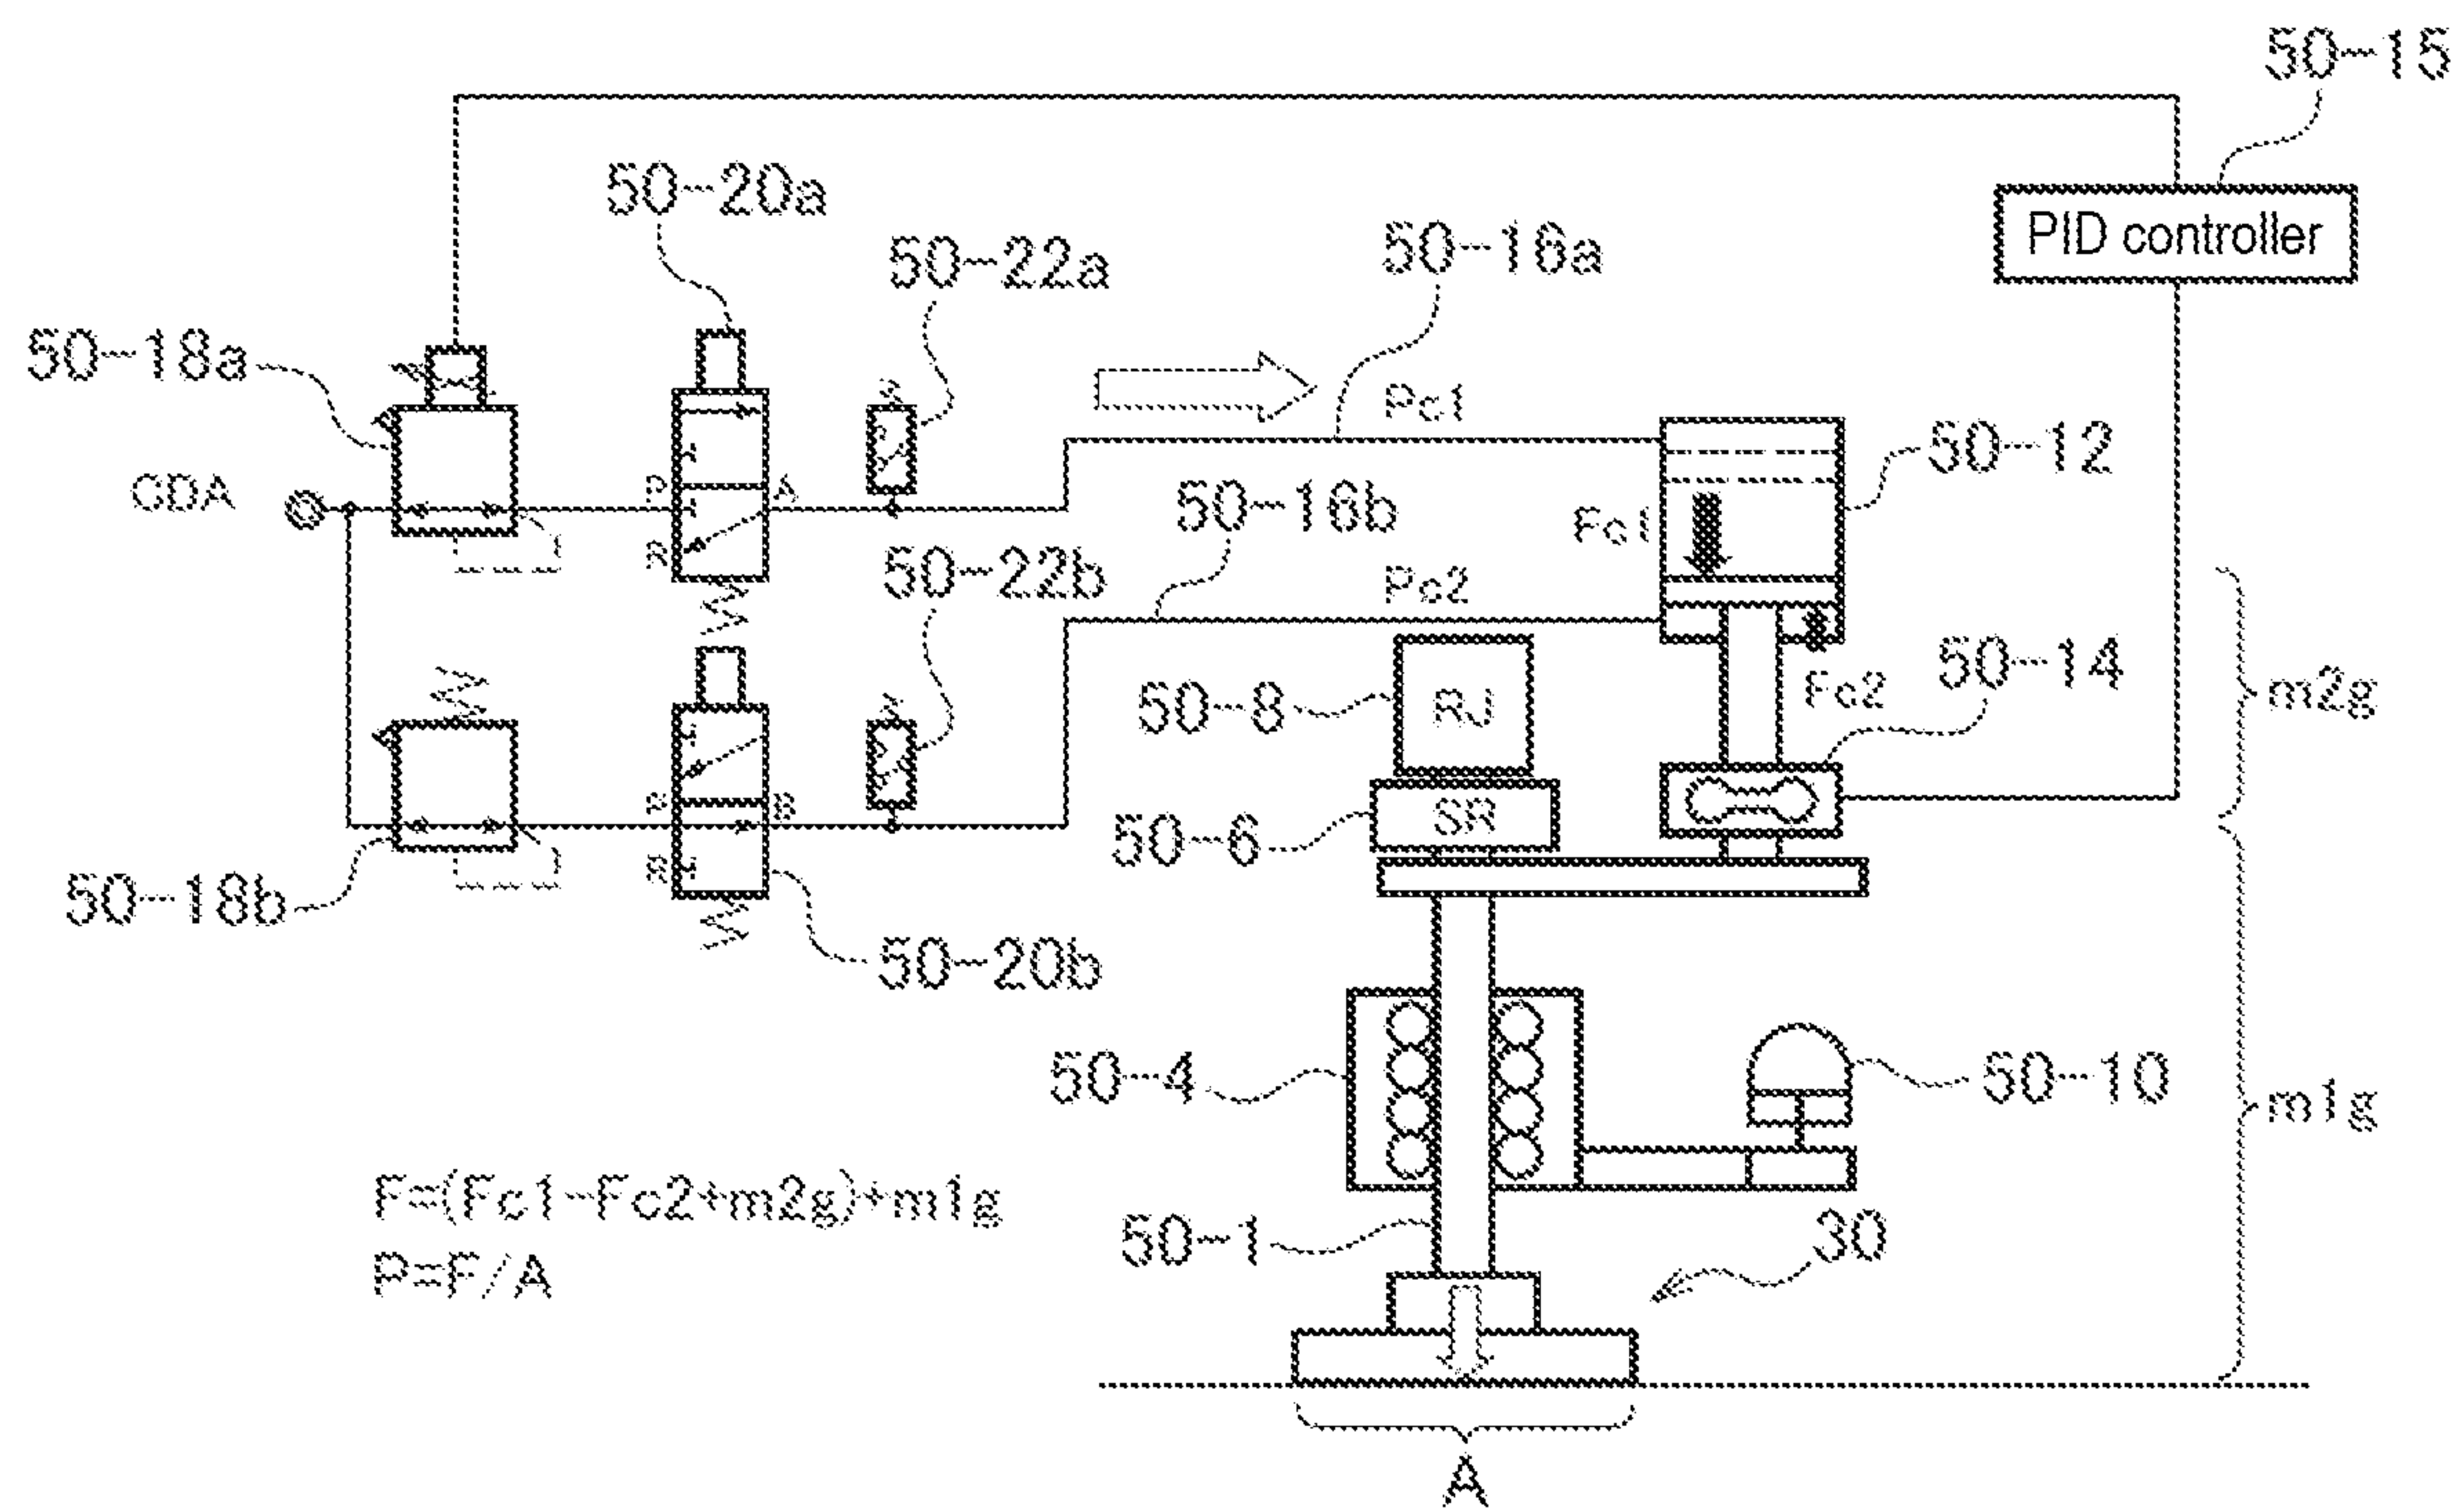 50-15
50-20a
PID controller
50-22a
50-16a
50-18a
Pc1
50-12
CDA
P
A
50-16b
Fc1
R
50-22b
Pc2
50-14
50-8
RJ
Fc2
m2g
P
B
50-6
SR
R
50-18b
50-20b
50-4
50-10
m1g
F=(Fc1-Fc2+m2g)+m1g
50-1
30
P=F/A
A